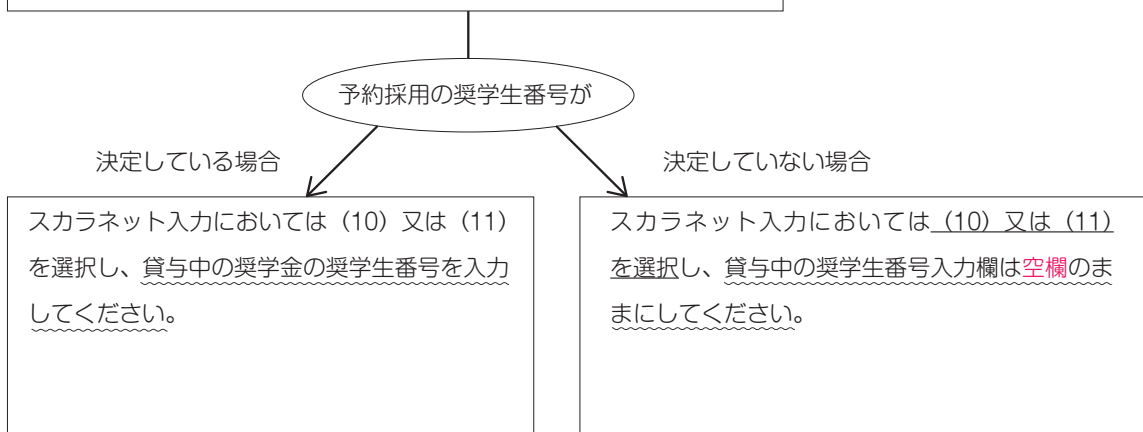 予約採用の奨学生番号が
決定している場合
決定していない場合
スカラネット入力においては（10）又は（11）
を選択し、貸与中の奨学金の奨学生番号を入力
してください。
スカラネット入力においては（10）又は（11）
を選択し、貸与中の奨学生番号入力欄は空欄のま
まにしてください。